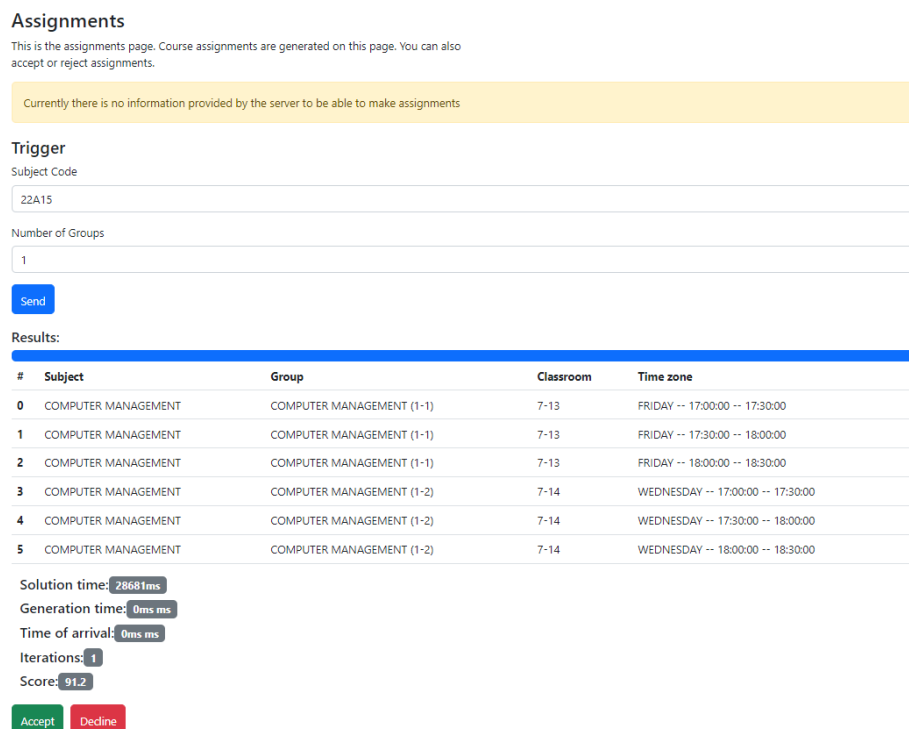 Assignments
This is the assignments page. Course assignments are generated on this page. You can also
accept or reject assignments.
Currently there is no information provided by the server to be able to make assignments
Trigger
Subject Code
22A15
Number of Groups
1
Send
Results:
# Subject Group Classroom Time zone
0 COMPUTER MANAGEMENT COMPUTER MANAGEMENT (1-1) 7-13 FRIDAY -- 17:00:00 -- 17:30:00
1 COMPUTER MANAGEMENT COMPUTER MANAGEMENT (1-1) 7-13 FRIDAY -- 17:30:00 -- 18:00:00
2 COMPUTER MANAGEMENT COMPUTER MANAGEMENT (1-1) 7-13 FRIDAY -- 18:00:00 -- 18:30:00
3 COMPUTER MANAGEMENT COMPUTER MANAGEMENT (1-2) 7-14 WEDNESDAY -- 17:00:00 -- 17:30:00
4 COMPUTER MANAGEMENT COMPUTER MANAGEMENT (1-2) 7-14 WEDNESDAY -- 17:30:00 -- 18:00:00
5 COMPUTER MANAGEMENT COMPUTER MANAGEMENT (1-2) 7-14 WEDNESDAY -- 18:00:00 -- 18:30:00
Solution time: 28681ms
Generation time: 0ms ms
Time of arrival: 0ms ms
Iterations: 1
Score: 91.2
Accept Decline